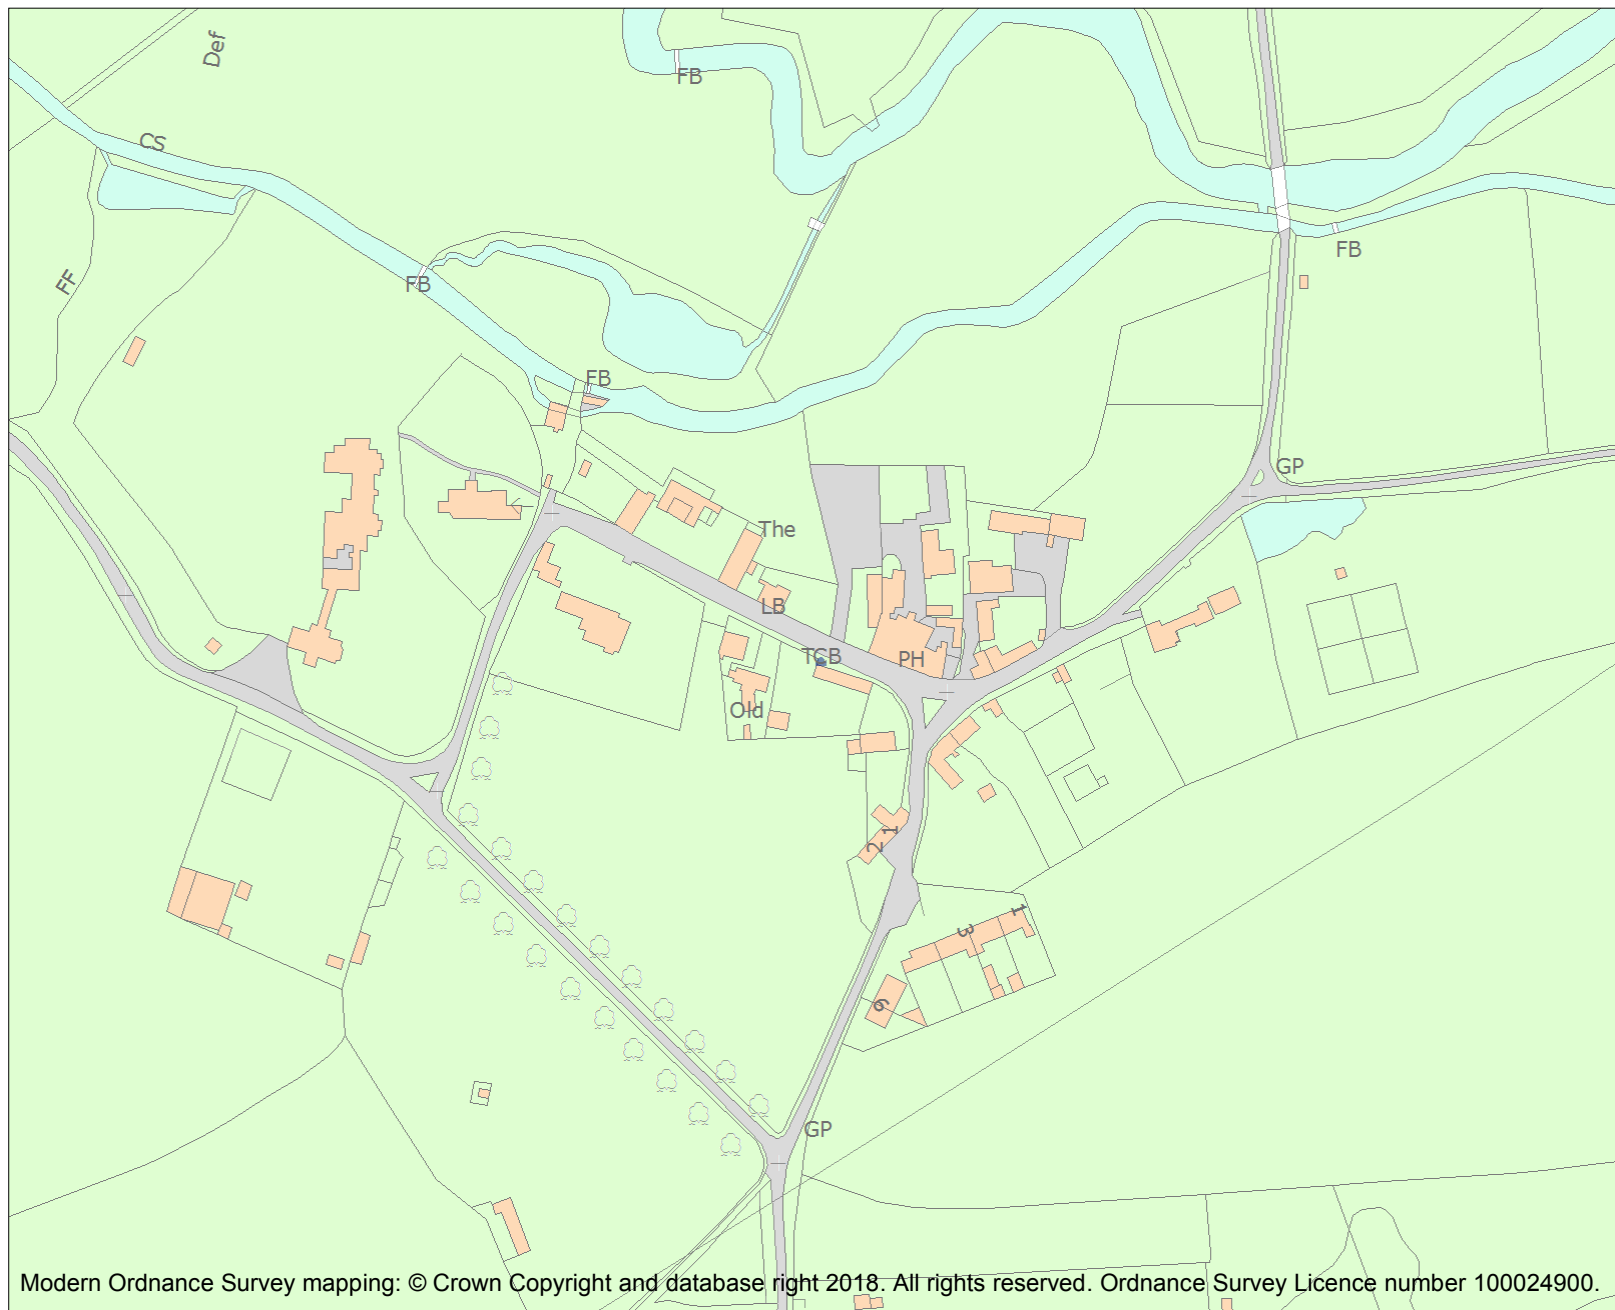 Def
FB
CS
FB
FF
FB
FB
GP
The
LB
TCB
PH
Old
1
2
1
3
6
GP
Modern Ordnance Survey mapping: © Crown Copyright and database right 2018. All rights reserved. Ordnance Survey Licence number 100024900.